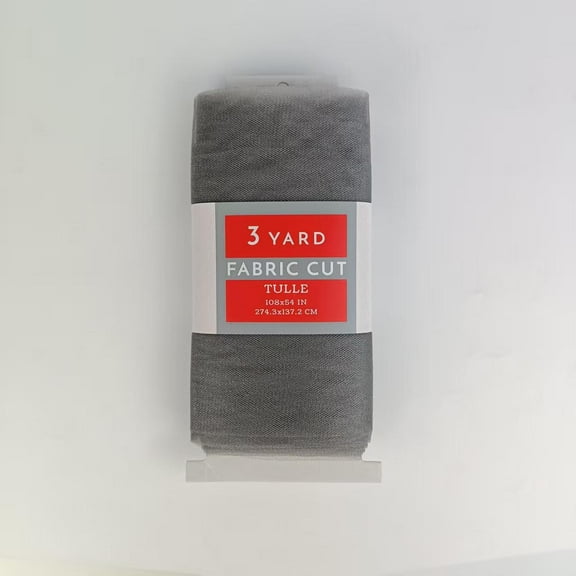 3 YARD
FABRIC CUT
TULLE
108x54 IN
274.3x137.2 CM